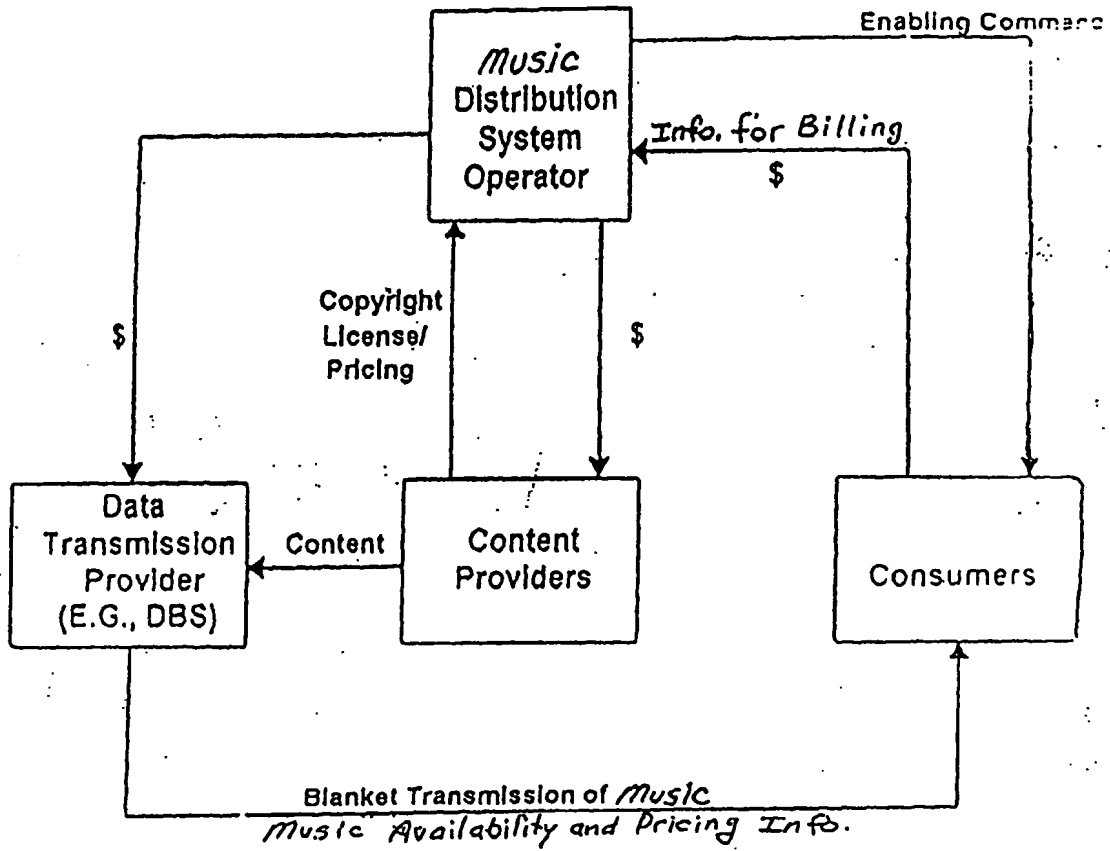 Enabling Commanc
Music
Distribution
System
Operator
Info. for Billing
$
Copyright
License/
Pricing
$
$
Data
Transmission
Provider
(E.G., DBS)
Content
Content
Providers
Consumers
Blanket Transmission of Music
Music Availability and Pricing Info.